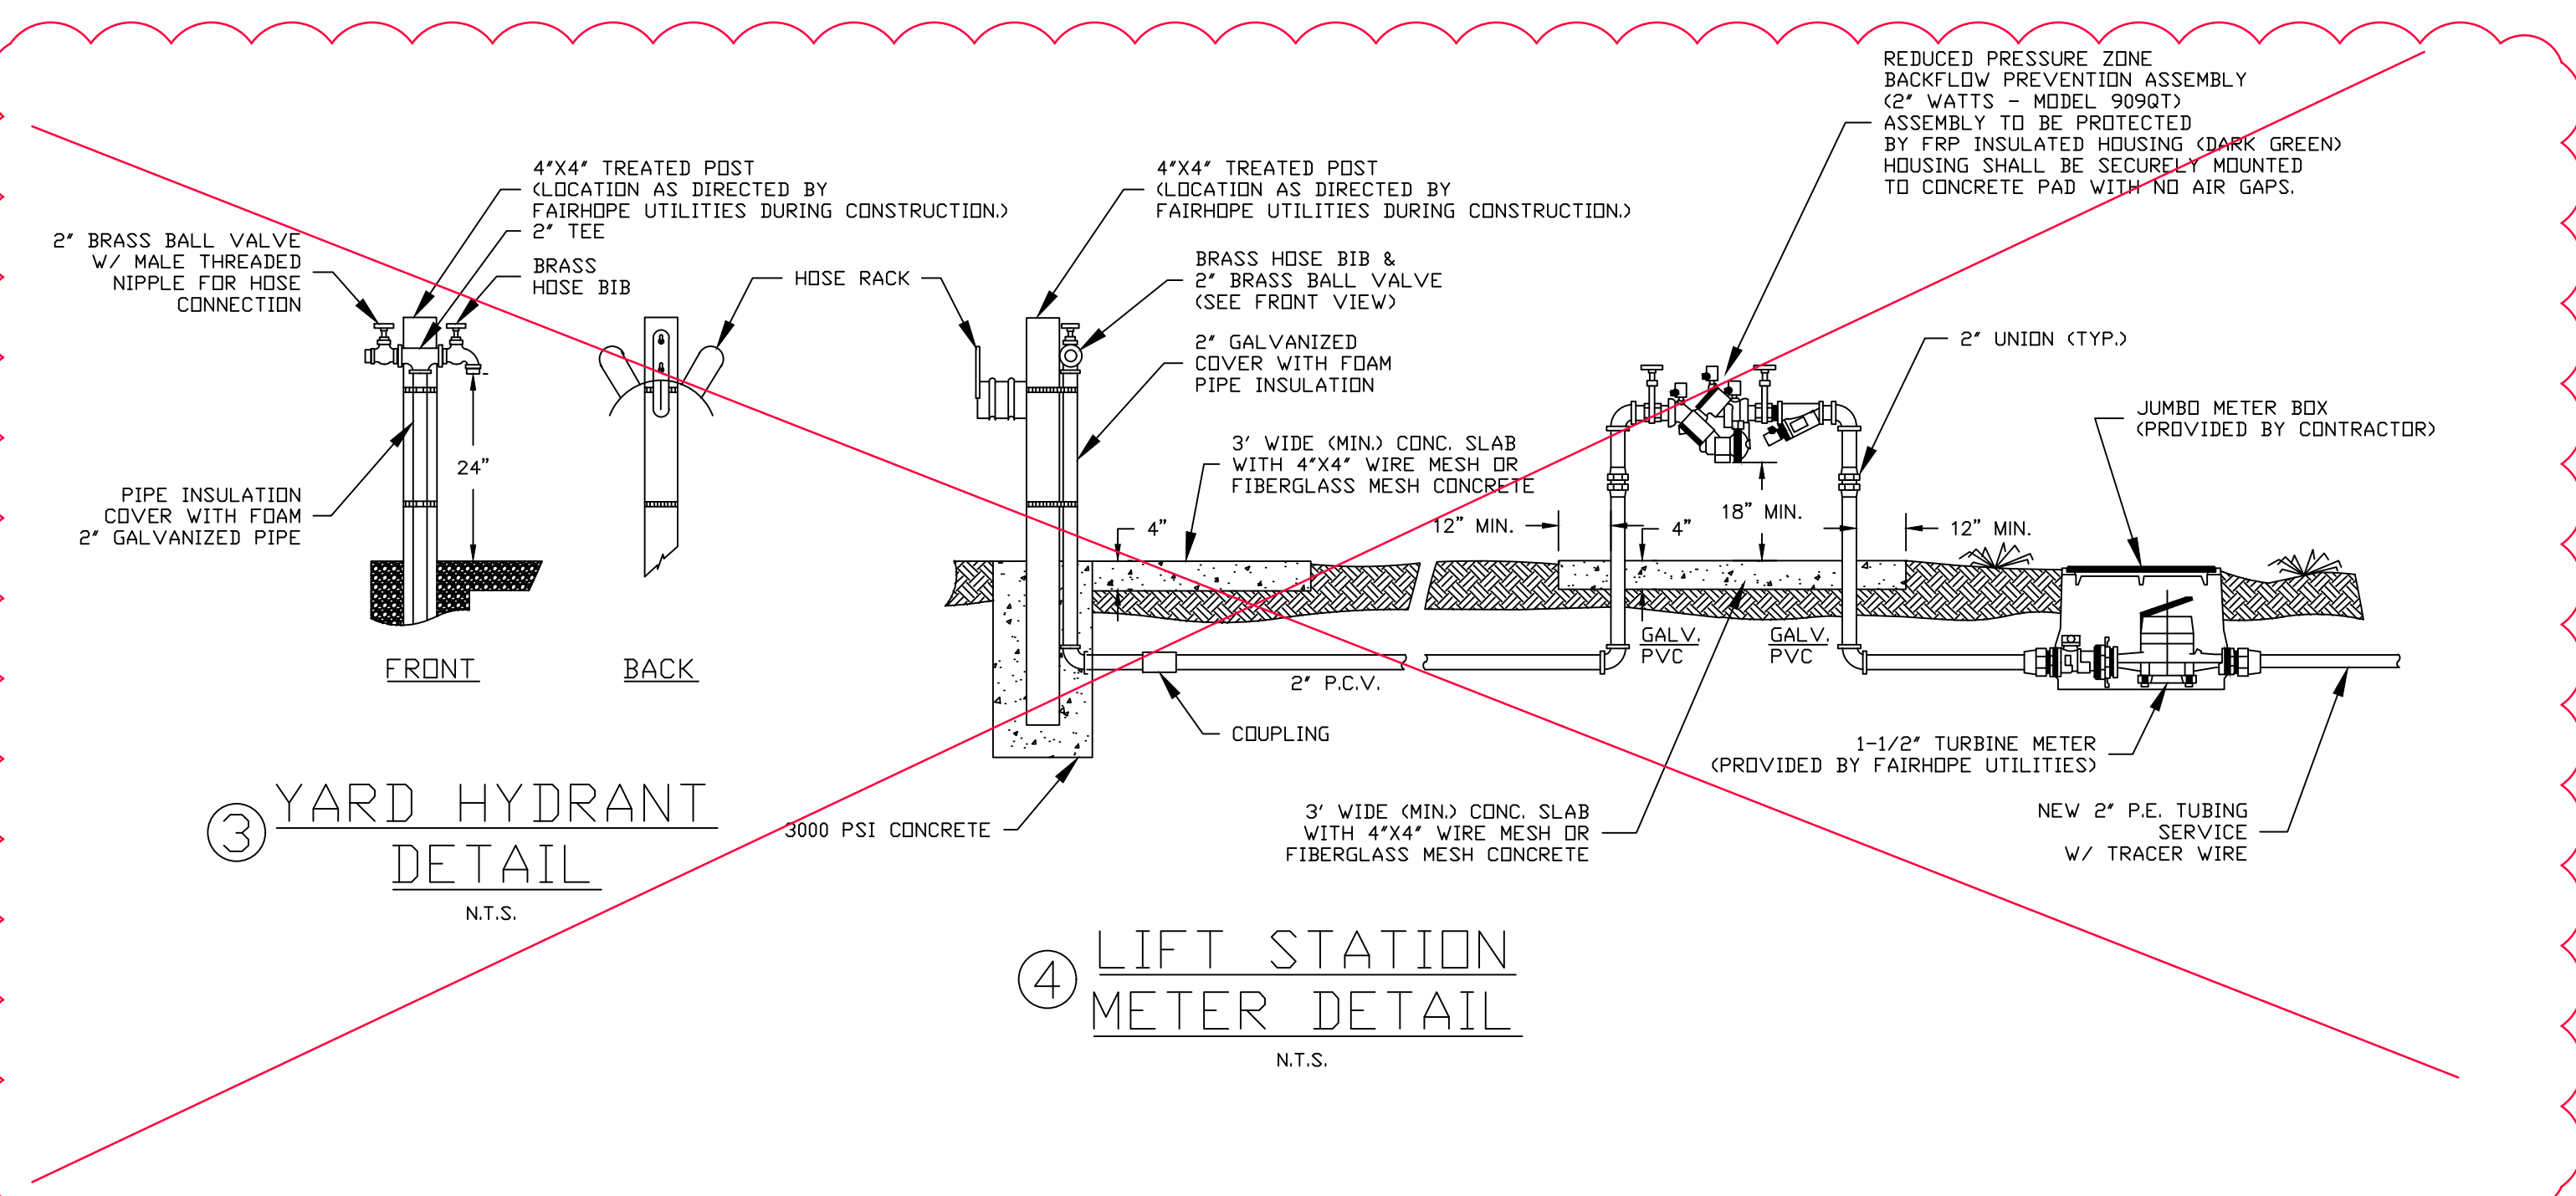 REDUCED PRESSURE ZONE
BACKFLOW PREVENTION ASSEMBLY
(2" WATTS - MODEL 909QT)
ASSEMBLY TO BE PROTECTED
BY FRP INSULATED HOUSING (DARK GREEN)
HOUSING SHALL BE SECURELY MOUNTED
TO CONCRETE PAD WITH NO AIR GAPS.
4"X4" TREATED POST
(LOCATION AS DIRECTED BY
FAIRHOPE UTILITIES DURING CONSTRUCTION.)
2" TEE
BRASS
HOSE BIB
2" BRASS BALL VALVE
W/ MALE THREADED
NIPPLE FOR HOSE
CONNECTION
HOSE RACK
24"
PIPE INSULATION
COVER WITH FOAM
2" GALVANIZED PIPE
FRONT
BACK
3
YARD HYDRANT
DETAIL
N.T.S.
4"X4" TREATED POST
(LOCATION AS DIRECTED BY
FAIRHOPE UTILITIES DURING CONSTRUCTION.)
BRASS HOSE BIB &
2" BRASS BALL VALVE
(SEE FRONT VIEW)
2" GALVANIZED
COVER WITH FOAM
PIPE INSULATION
3' WIDE (MIN.) CONC. SLAB
WITH 4"X4" WIRE MESH OR
FIBERGLASS MESH CONCRETE
4"
12" MIN.
4"
18" MIN.
12" MIN.
2" UNION (TYP.)
JUMBO METER BOX
(PROVIDED BY CONTRACTOR)
GALV.
PVC
GALV.
PVC
2" P.C.V.
COUPLING
3000 PSI CONCRETE
3' WIDE (MIN.) CONC. SLAB
WITH 4"X4" WIRE MESH OR
FIBERGLASS MESH CONCRETE
1-1/2" TURBINE METER
(PROVIDED BY FAIRHOPE UTILITIES)
NEW 2" P.E. TUBING
SERVICE
W/ TRACER WIRE
4
LIFT STATION
METER DETAIL
N.T.S.